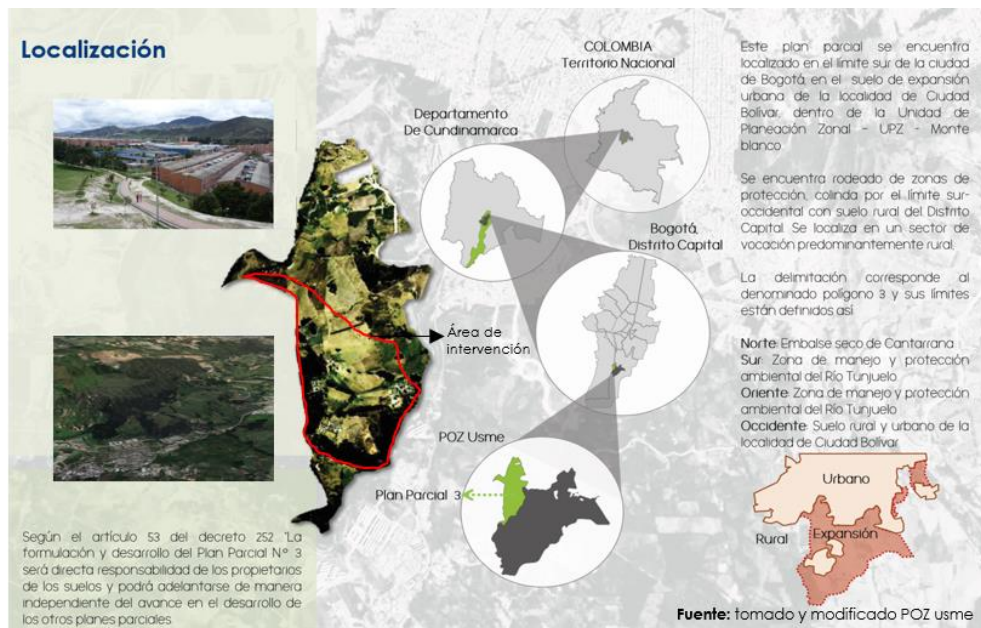 Localización
Según el artículo 53 del decreto 252 "La
formulación y desarrollo del Plan Parcial N° 3
será directa responsabilidad de los propietarios
de los suelos y podrá adelantarse de manera
independiente del avance en el desarrollo de
los otros planes parciales
COLOMBIA
Territorio Nacional
Departamento
De Cundinamarca
Bogotá,
Distrito Capital
Área de
intervención
POZ Usme
Plan Parcial 3
Este plan parcial se encuentra
localizado en el límite sur de la ciudad
de Bogotá, en el suelo de expansión
urbana de la localidad de Ciudad
Bolívar, dentro de la Unidad de
Planeación Zonal - UPZ - Monte
blanco
Se encuentra rodeado de zonas de
protección, colinda por el límite sur-
occidental con suelo rural del Distrito
Capital. Se localiza en un sector de
vocación predominantemente rural.
La delimitación corresponde al
denominado polígono 3 y sus límites
están definidos así
Norte: Embalse seco de Cantarrana
Sur: Zona de manejo y protección
ambiental del Río Tunjuelo
Oriente: Zona de manejo y protección
ambiental del Río Tunjuelo
Occidente: Suelo rural y urbano de la
localidad de Ciudad Bolívar
Urbano
Rural
Expansión
Fuente: tomado y modificado POZ usme